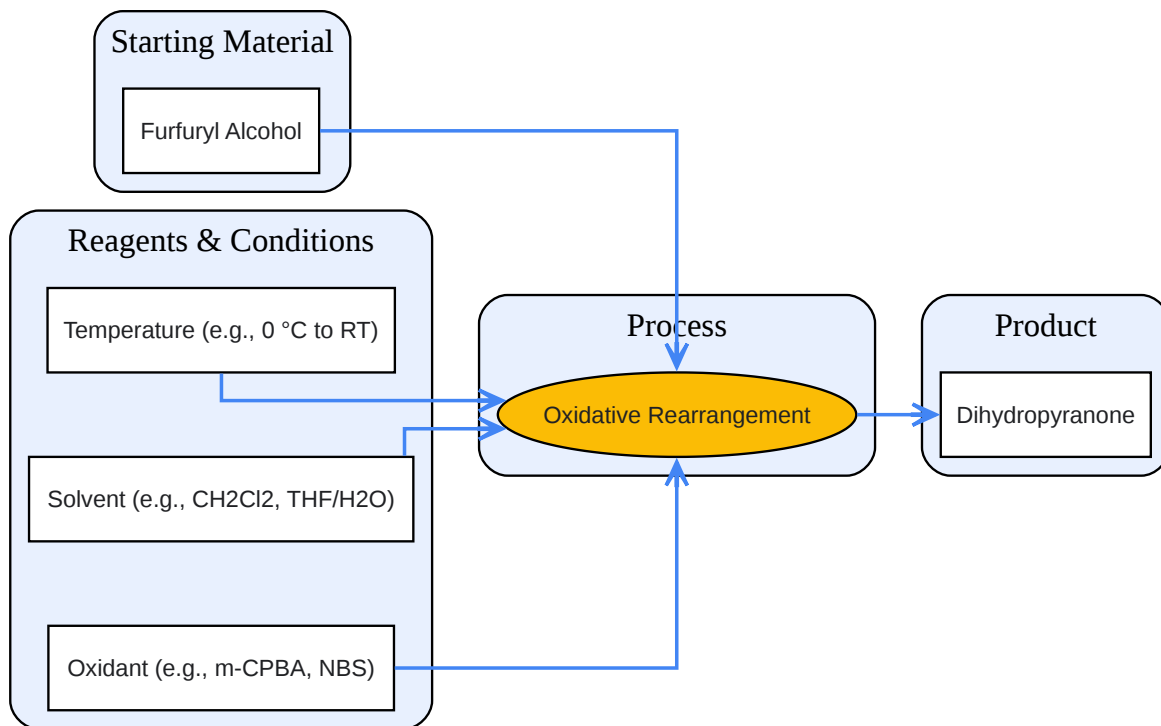 Starting Material
Furfuryl Alcohol
Reagents & Conditions
Temperature (e.g., 0 °C to RT)
Solvent (e.g., CH2Cl2, THF/H2O)
Oxidant (e.g., m-CPBA, NBS)
Process
Oxidative Rearrangement
Product
Dihydropyranone